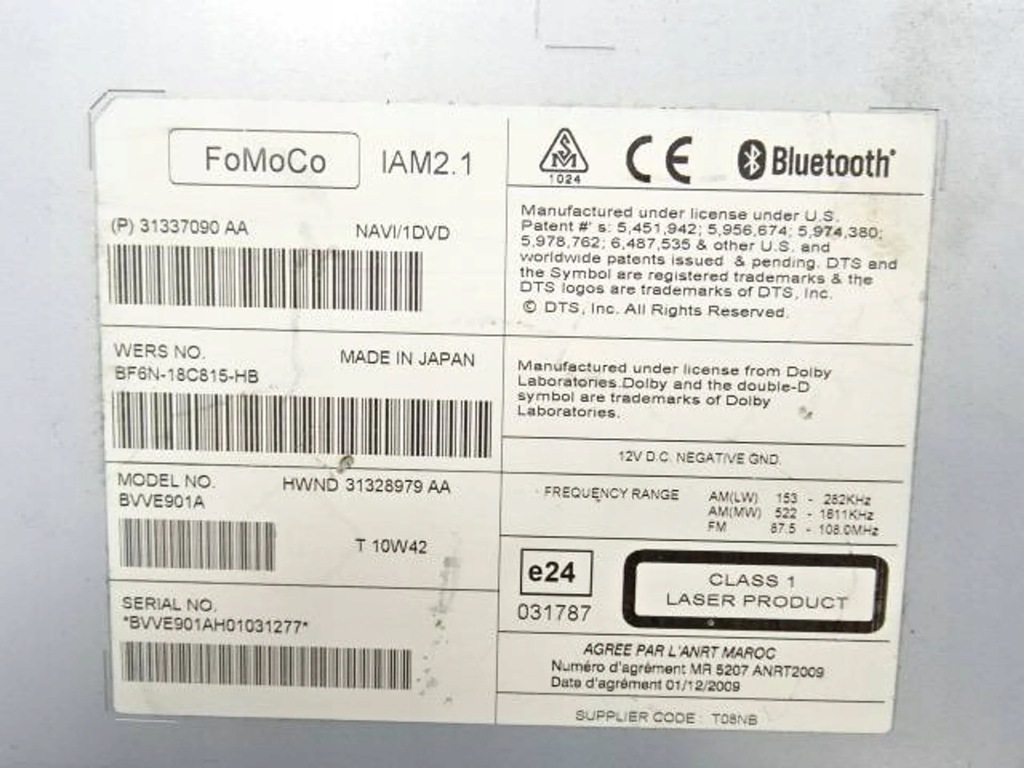 FoMoCo IAM2.1
(P) 31337090 AA NAVI/1DVD
WERS NO. MADE IN JAPAN
BF6N-18C815-HB
MODEL NO. HWND 31328979 AA
BVVE901A
T 10W42
SERIAL NO.
*BVVE901AH01031277*
SM
1024
CE
Bluetooth
Manufactured under license under U.S.
Patent #' s: 5,451,942; 5,956,674; 5,974,380;
5,978,762; 6,487,535 & other U.S. and
worldwide patents issued & pending. DTS and
the Symbol are registered trademarks & the
DTS logos are trademarks of DTS, Inc.
© DTS, Inc. All Rights Reserved.
Manufactured under license from Dolby
Laboratories.Dolby and the double-D
symbol are trademarks of Dolby
Laboratories.
12V D.C. NEGATIVE GND.
FREQUENCY RANGE AM(LW) 153 - 282KHz
AM(MW) 522 - 1611KHz
FM 87.5 - 108.0MHz
e24
031787
CLASS 1
LASER PRODUCT
AGREE PAR L'ANRT MAROC
Numéro d'agrément MR 5207 ANRT2009
Date d'agrément 01/12/2009
SUPPLIER CODE : T08NB